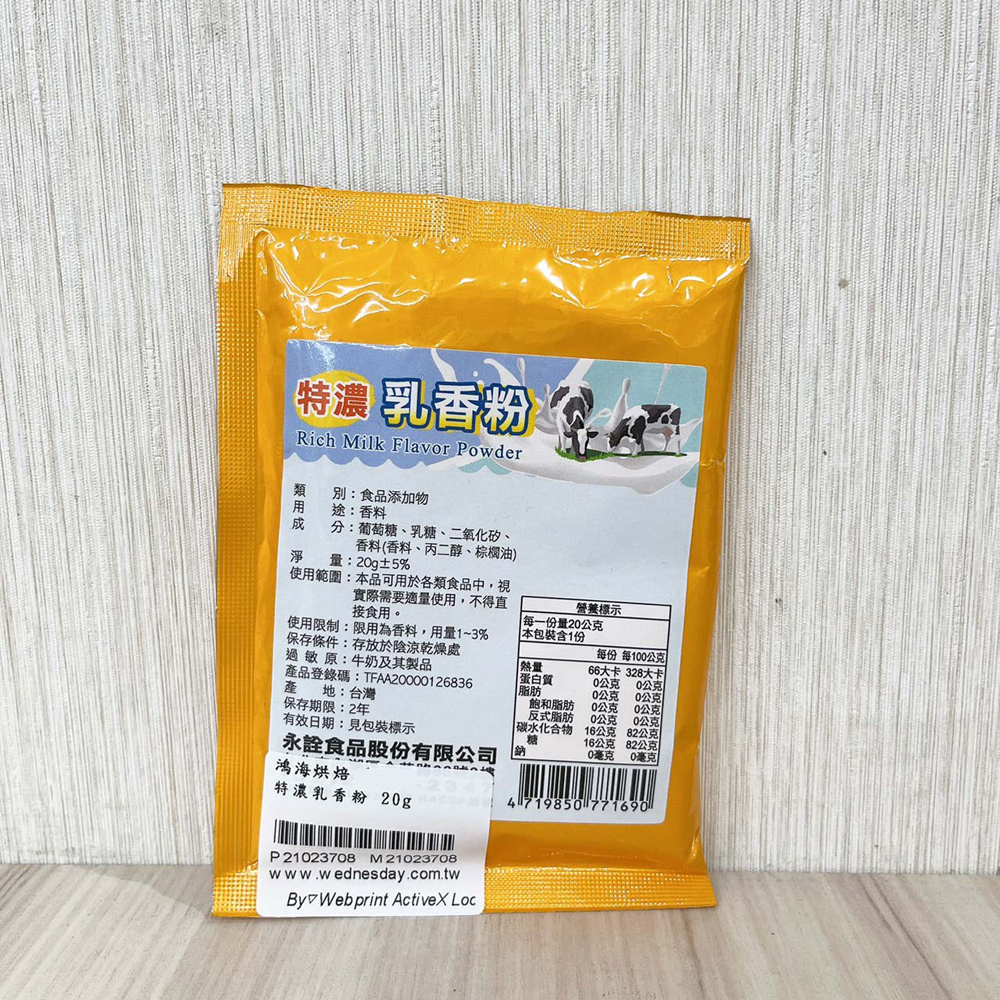 特濃 乳香粉
Rich Milk Flavor Powder
類 別：食品添加物
用 途：香料
成 分：葡萄糖、乳糖、二氧化矽、
香料(香料、丙二醇、棕櫚油)
淨 量：20g±5%
使用範圍：本品可用於各類食品中，視
實際需要適量使用，不得直
接食用。
使用限制：限用為香料，用量1~3%
保存條件：存放於陰涼乾燥處
過 敏 原：牛奶及其製品
產品登錄碼：TFAA20000126836
產 地：台灣
保存期限：2年
有效日期：見包裝標示
永詮食品股份有限公司
營養標示
每一份量20公克
本包裝含1份
每份 每100公克
熱量 66大卡 328大卡
蛋白質 0公克 0公克
脂肪 0公克 0公克
飽和脂肪 0公克 0公克
反式脂肪 0公克 0公克
碳水化合物 16公克 82公克
糖 16公克 82公克
鈉 0毫克 0毫克
4 719850 771690
鴻海烘焙
特濃乳香粉 20g
P21023708 M21023708
www.wednesday.com.tw
By▽Webprint ActiveX Loc